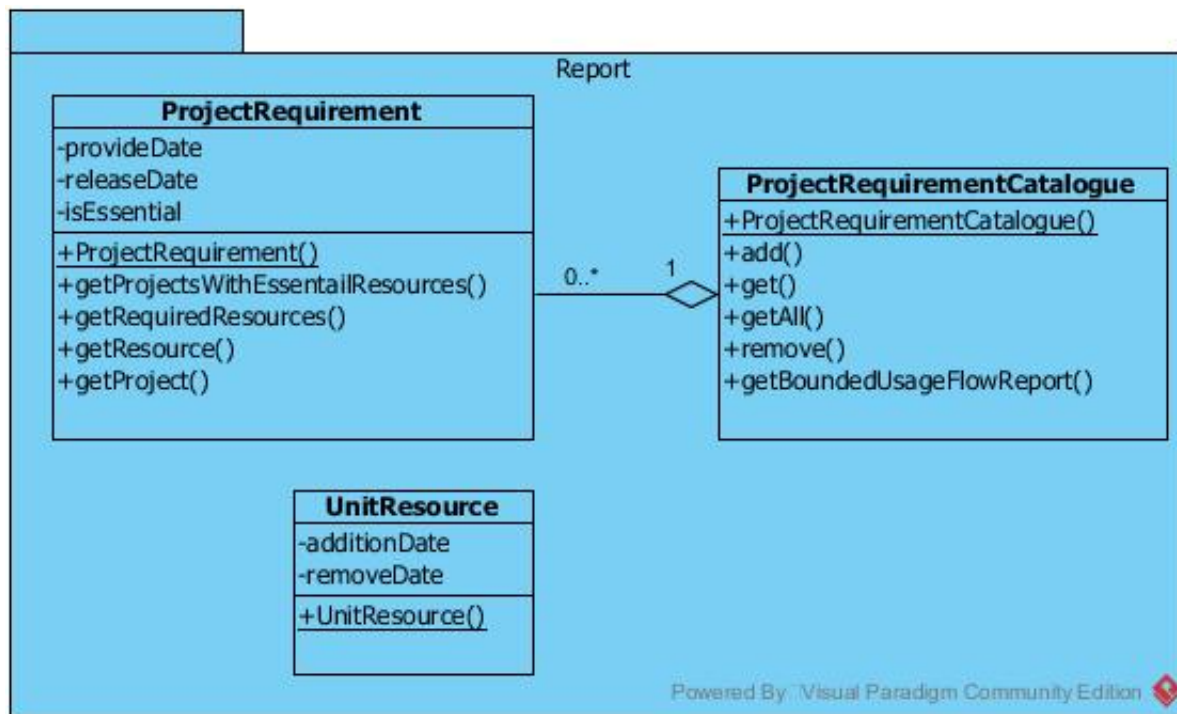 Report
ProjectRequirement
-provideDate
-releaseDate
-isEssential
+ProjectRequirement()
+getProjectsWithEssentailResources()
+getRequiredResources()
+getResource()
+getProject()
0..*
1
ProjectRequirementCatalogue
+ProjectRequirementCatalogue()
+add()
+get()
+getAll()
+remove()
+getBoundedUsageFlowReport()
UnitResource
-additionDate
-removeDate
+UnitResource()
Powered By Visual Paradigm Community Edition